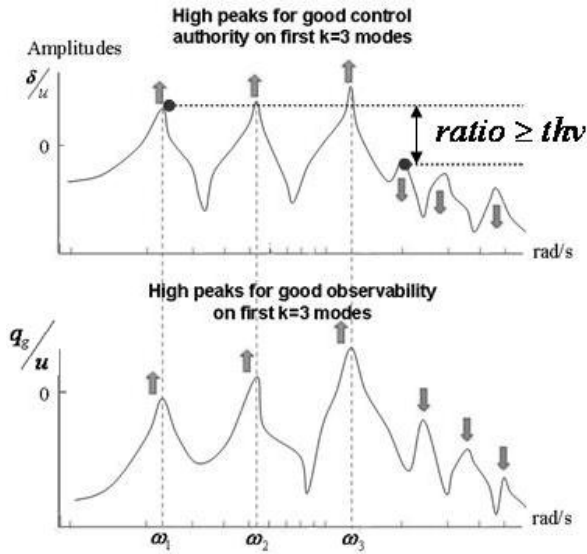 High peaks for good control
authority on first k=3 modes
Amplitudes
δ/u
ratio ≥ thv
0
rad/s
High peaks for good observability
on first k=3 modes
q_g/u
0
rad/s
ω₁ ω₂ ω₃